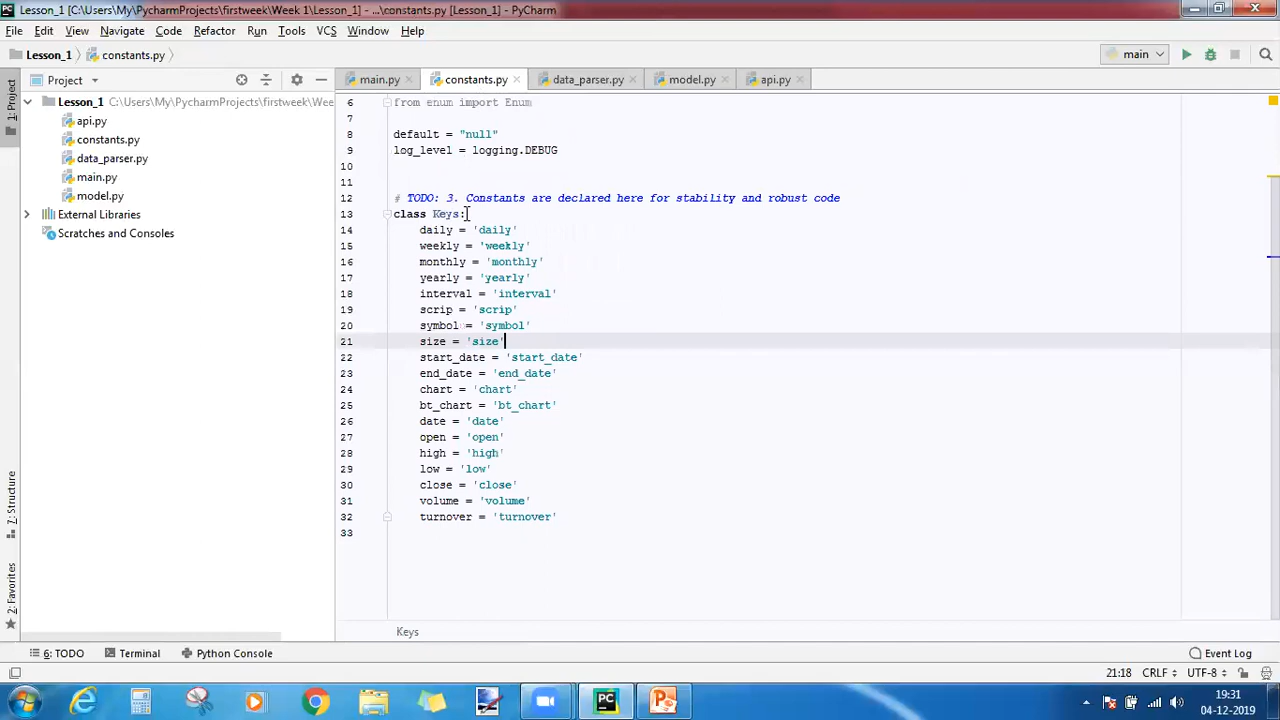 Lesson_1 [C:\Users\My\PycharmProjects\firstweek\Week 1\Lesson_1] - ...\constants.py [Lesson_1] - PyCharm
File Edit View Navigate Code Refactor Run Tools VCS Window Help
Lesson_1 constants.py main
1: Project
Project
main.py constants.py data_parser.py model.py api.py
Lesson_1 C:\Users\My\PycharmProjects\firstweek\Wee
api.py
constants.py
data_parser.py
main.py
model.py
External Libraries
Scratches and Consoles
6 from enum import Enum
7
8 default = "null"
9 log_level = logging.DEBUG
10
11
12 # TODO: 3. Constants are declared here for stability and robust code
13 class Keys:
14 daily = 'daily'
15 weekly = 'weekly'
16 monthly = 'monthly'
17 yearly = 'yearly'
18 interval = 'interval'
19 scrip = 'scrip'
20 symbol = 'symbol'
21 size = 'size'
22 start_date = 'start_date'
23 end_date = 'end_date'
24 chart = 'chart'
25 bt_chart = 'bt_chart'
26 date = 'date'
27 open = 'open'
28 high = 'high'
29 low = 'low'
30 close = 'close'
31 volume = 'volume'
32 turnover = 'turnover'
33
Keys
7: Structure
2: Favorites
6: TODO Terminal Python Console Event Log
21:18 CRLF UTF-8
19:31
04-12-2019